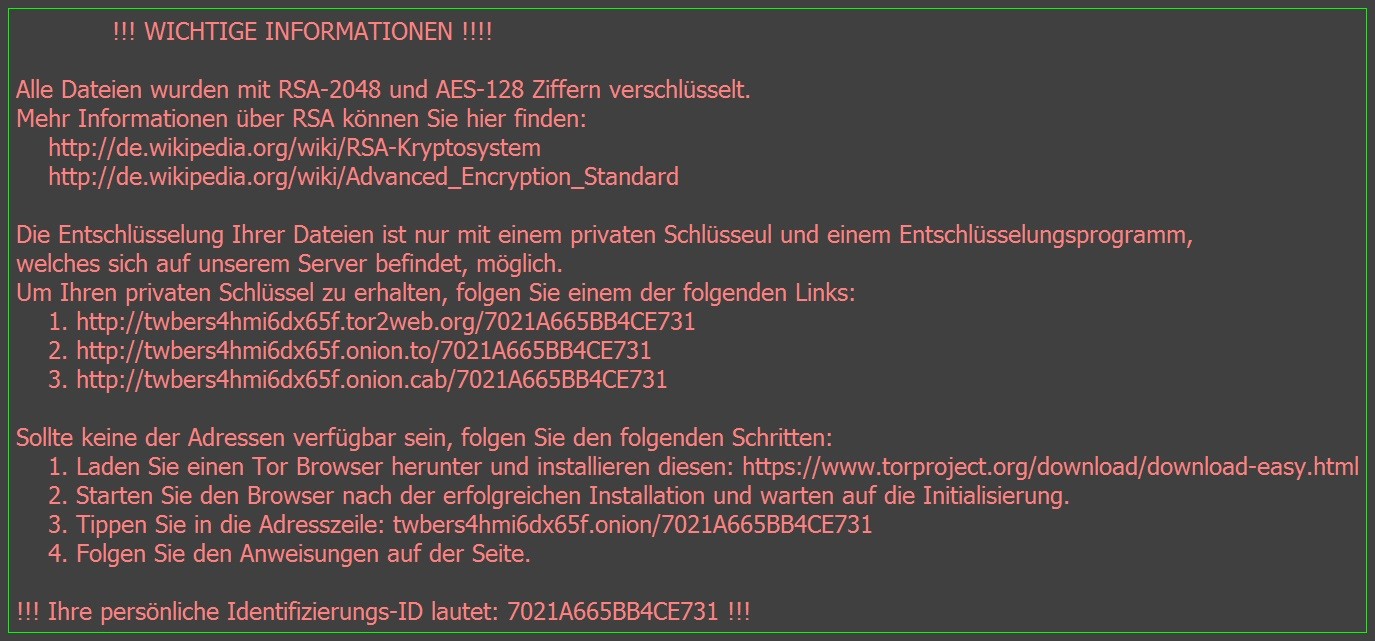 !!! WICHTIGE INFORMATIONEN !!!!
Alle Dateien wurden mit RSA-2048 und AES-128 Ziffern verschlüsselt.
Mehr Informationen über RSA können Sie hier finden:
http://de.wikipedia.org/wiki/RSA-Kryptosystem
http://de.wikipedia.org/wiki/Advanced_Encryption_Standard
Die Entschlüsselung Ihrer Dateien ist nur mit einem privaten Schlüsseul und einem Entschlüsselungsprogramm,
welches sich auf unserem Server befindet, möglich.
Um Ihren privaten Schlüssel zu erhalten, folgen Sie einem der folgenden Links:
1. http://twbers4hmi6dx65f.tor2web.org/7021A665BB4CE731
2. http://twbers4hmi6dx65f.onion.to/7021A665BB4CE731
3. http://twbers4hmi6dx65f.onion.cab/7021A665BB4CE731
Sollte keine der Adressen verfügbar sein, folgen Sie den folgenden Schritten:
1. Laden Sie einen Tor Browser herunter und installieren diesen: https://www.torproject.org/download/download-easy.html
2. Starten Sie den Browser nach der erfolgreichen Installation und warten auf die Initialisierung.
3. Tippen Sie in die Adresszeile: twbers4hmi6dx65f.onion/7021A665BB4CE731
4. Folgen Sie den Anweisungen auf der Seite.
!!! Ihre persönliche Identifizierungs-ID lautet: 7021A665BB4CE731 !!!